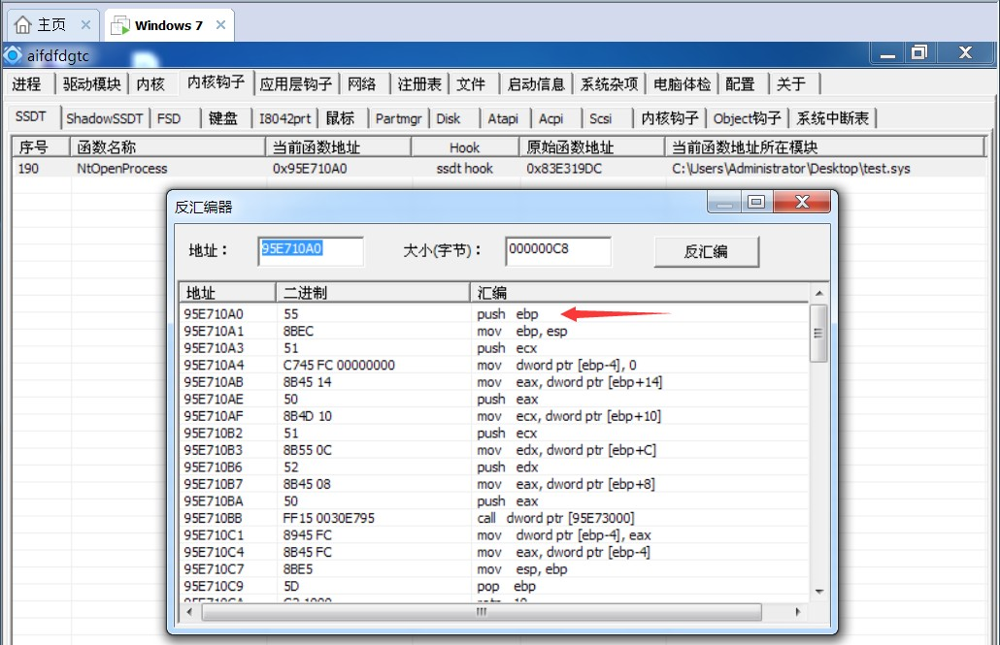 主页 Windows 7
aifdfdgtc
进程 驱动模块 内核 内核钩子 应用层钩子 网络 注册表 文件 启动信息 系统杂项 电脑体检 配置 关于
SSDT ShadowSSDT FSD 键盘 I8042prt 鼠标 Partmgr Disk Atapi Acpi Scsi 内核钩子 Object钩子 系统中断表
序号 函数名称 当前函数地址 Hook 原始函数地址 当前函数地址所在模块
190 NtOpenProcess 0x95E710A0 ssdt hook 0x83E319DC C:\Users\Administrator\Desktop\test.sys
反汇编器
地址： 95E710A0 大小(字节)： 000000C8 反汇编
地址 二进制 汇编
95E710A0 55 push ebp
95E710A1 8BEC mov ebp, esp
95E710A3 51 push ecx
95E710A4 C745 FC 00000000 mov dword ptr [ebp-4], 0
95E710AB 8B45 14 mov eax, dword ptr [ebp+14]
95E710AE 50 push eax
95E710AF 8B4D 10 mov ecx, dword ptr [ebp+10]
95E710B2 51 push ecx
95E710B3 8B55 0C mov edx, dword ptr [ebp+C]
95E710B6 52 push edx
95E710B7 8B45 08 mov eax, dword ptr [ebp+8]
95E710BA 50 push eax
95E710BB FF15 0030E795 call dword ptr [95E73000]
95E710C1 8945 FC mov dword ptr [ebp-4], eax
95E710C4 8B45 FC mov eax, dword ptr [ebp-4]
95E710C7 8BE5 mov esp, ebp
95E710C9 5D pop ebp